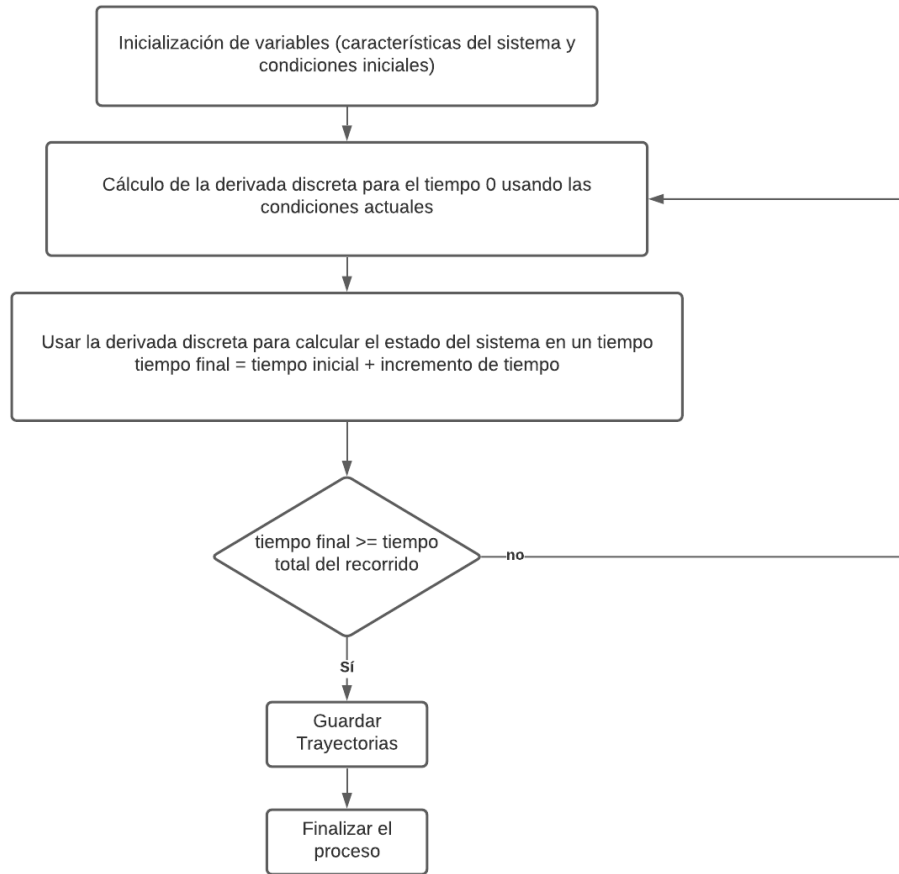 Inicialización de variables (características del sistema y
condiciones iniciales)
Cálculo de la derivada discreta para el tiempo 0 usando las
condiciones actuales
Usar la derivada discreta para calcular el estado del sistema en un tiempo
tiempo final = tiempo inicial + incremento de tiempo
tiempo final >= tiempo
total del recorrido
no
Sí
Guardar
Trayectorias
Finalizar el
proceso